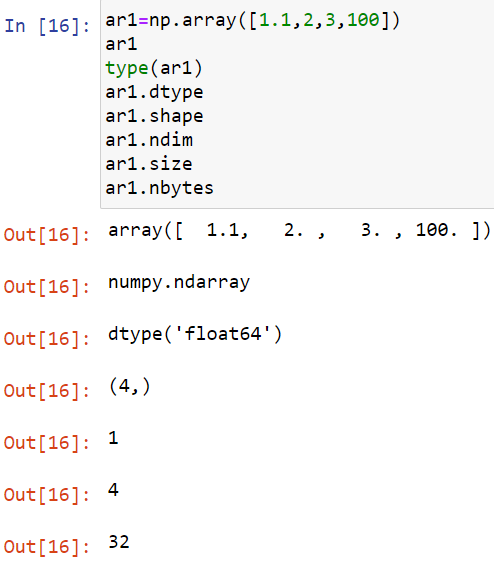 In [16]: ar1=np.array([1.1,2,3,100])
ar1
type(ar1)
ar1.dtype
ar1.shape
ar1.ndim
ar1.size
ar1.nbytes
Out[16]: array([  1.1,   2. ,   3. , 100. ])
Out[16]: numpy.ndarray
Out[16]: dtype('float64')
Out[16]: (4,)
Out[16]: 1
Out[16]: 4
Out[16]: 32